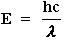 E = hc/λ